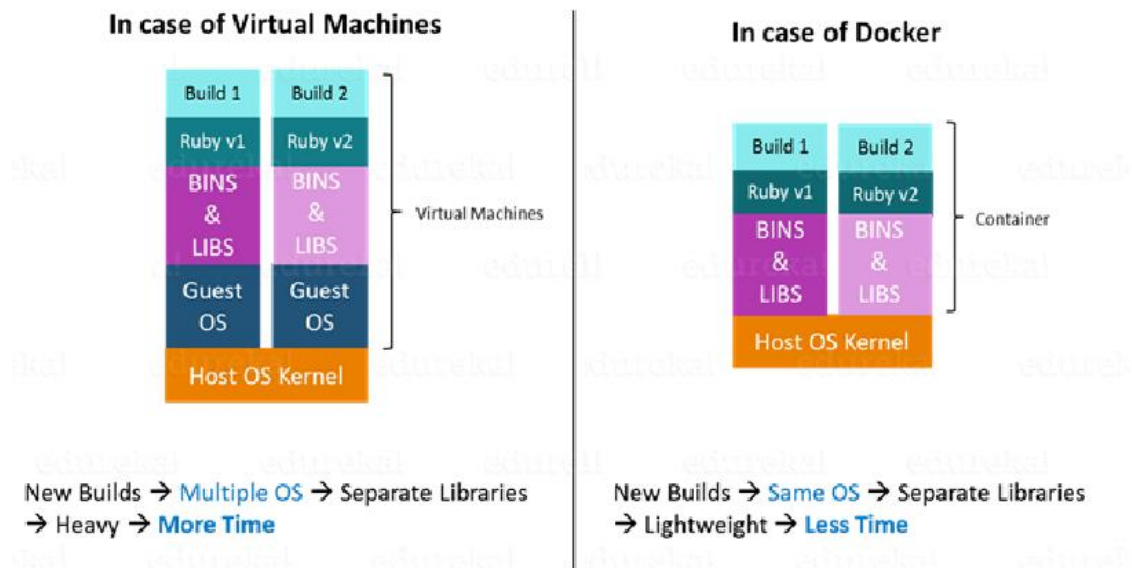 In case of Virtual Machines
Build 1
Build 2
Ruby v1
Ruby v2
BINS
&
LIBS
BINS
&
LIBS
Guest
OS
Guest
OS
Host OS Kernel
Virtual Machines
New Builds → Multiple OS → Separate Libraries
→ Heavy → More Time
In case of Docker
Build 1
Build 2
Ruby v1
Ruby v2
BINS
&
LIBS
BINS
&
LIBS
Host OS Kernel
Container
New Builds → Same OS → Separate Libraries
→ Lightweight → Less Time